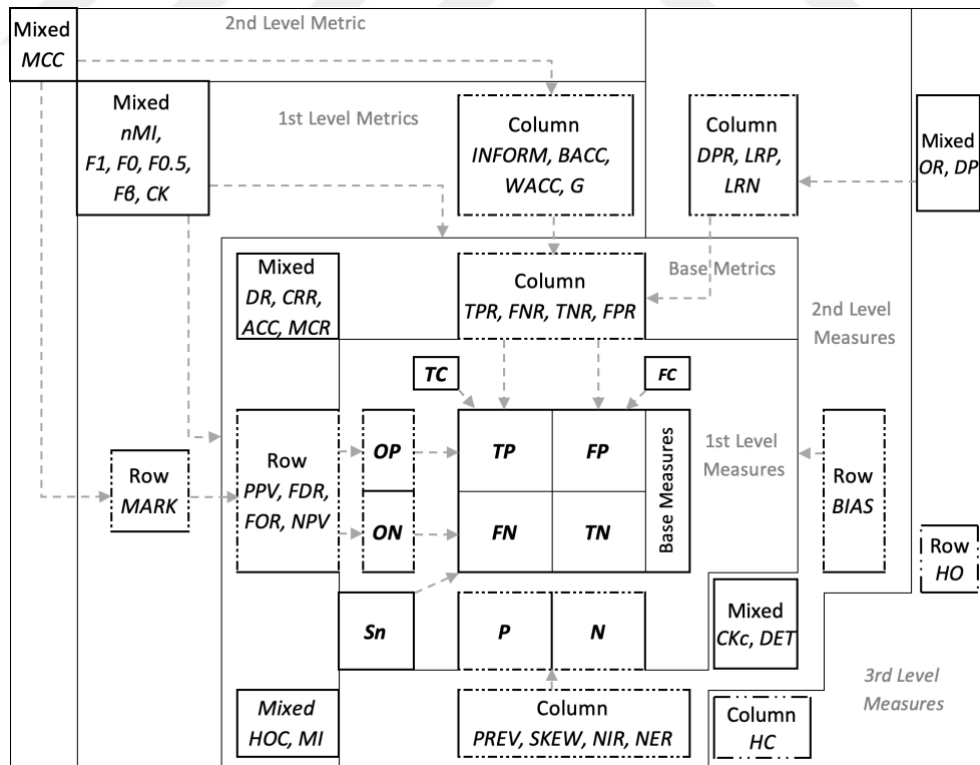 Mixed
MCC
2nd Level Metric
Mixed
nMI,
F1, F0, F0.5,
Fβ, CK
1st Level Metrics
Column
INFORM, BACC,
WACC, G
Column
DPR, LRP,
LRN
Mixed
OR, DP
Mixed
DR, CRR,
ACC, MCR
Column
TPR, FNR, TNR, FPR
Base Metrics
2nd Level
Measures
TC
FC
Row
MARK
Row
PPV, FDR,
FOR, NPV
OP
ON
TP
FP
FN
TN
Base Measures
1st Level
Measures
Row
BIAS
Row
HO
Sn
P
N
Mixed
CKc, DET
3rd Level
Measures
Mixed
HOC, MI
Column
PREV, SKEW, NIR, NER
Column
HC